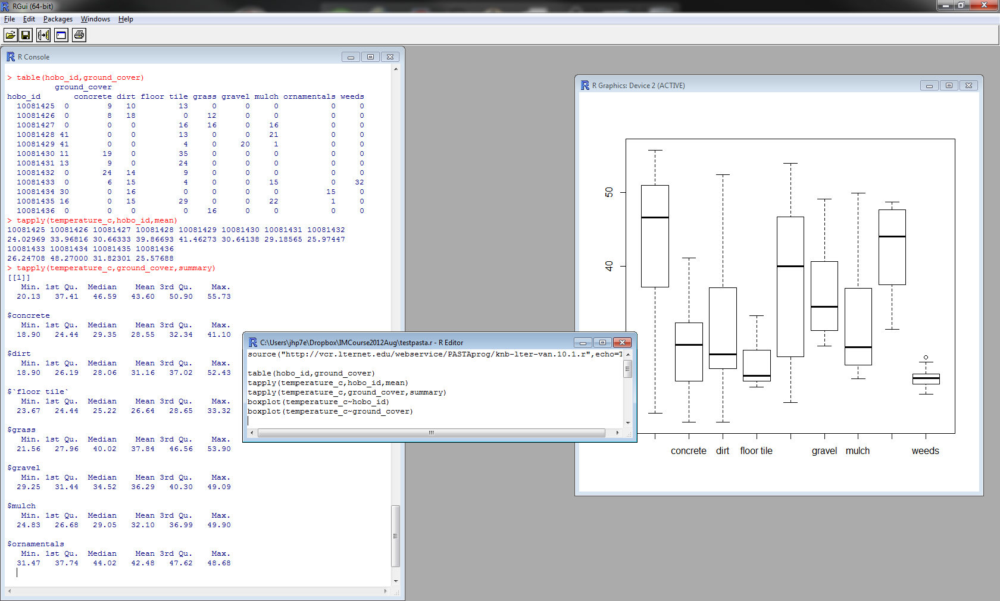 RGui (64-bit)
File Edit Packages Windows Help
R Console
> table(hobo_id,ground_cover)
          ground_cover
hobo_id       concrete dirt floor tile grass gravel mulch ornamentals weeds
  10081425  0        9   10         13     0      0     0           0     0
  10081426  0        8   18          0    12      0     0           0     0
  10081427  0        0    0         16    16      0    16           0     0
  10081428 41        0    0         13     0      0    21           0     0
  10081429 41        0    0          4     0     20     1           0     0
  10081430 11       19    0         35     0      0     0           0     0
  10081431 13        9    0         24     0      0     0           0     0
  10081432  0       24   14          9     0      0     0           0     0
  10081433  0        6   15          4     0      0    15           0    32
  10081434 30        0   16          0     0      0     0          15     0
  10081435 16        0   15         29     0      0    22           1     0
  10081436  0        0    0          0    16      0     0           0     0
> tapply(temperature_c,hobo_id,mean)
10081425 10081426 10081427 10081428 10081429 10081430 10081431 10081432
24.02969 33.96816 30.66333 39.86693 41.46273 30.64138 29.18565 25.97447
10081433 10081434 10081435 10081436
26.24708 48.27000 31.82301 25.57688
> tapply(temperature_c,ground_cover,summary)
[[1]]
   Min. 1st Qu.  Median    Mean 3rd Qu.    Max.
  20.13   37.41   46.59   43.60   50.90   55.73
$concrete
   Min. 1st Qu.  Median    Mean 3rd Qu.    Max.
  18.90   24.44   29.35   28.55   32.34   41.10
$dirt
   Min. 1st Qu.  Median    Mean 3rd Qu.    Max.
  18.90   26.19   28.06   31.16   37.02   52.43
$`floor tile`
   Min. 1st Qu.  Median    Mean 3rd Qu.    Max.
  23.67   24.44   25.22   26.64   28.65   33.32
$grass
   Min. 1st Qu.  Median    Mean 3rd Qu.    Max.
  21.56   27.96   40.02   37.84   46.56   53.90
$gravel
   Min. 1st Qu.  Median    Mean 3rd Qu.    Max.
  29.25   31.44   34.52   36.29   40.30   49.09
$mulch
   Min. 1st Qu.  Median    Mean 3rd Qu.    Max.
  24.83   26.68   29.05   32.10   36.99   49.90
$ornamentals
   Min. 1st Qu.  Median    Mean 3rd Qu.    Max.
  31.47   37.74   44.02   42.48   47.62   48.68
C:\Users\jhp7e\Dropbox\IMCourse2012Aug\testpasta.r - R Editor
source("http://vcr.lternet.edu/webservice/PASTAprog/knb-lter-van.10.1.r",echo=T
table(hobo_id,ground_cover)
tapply(temperature_c,hobo_id,mean)
tapply(temperature_c,ground_cover,summary)
boxplot(temperature_c~hobo_id)
boxplot(temperature_c~ground_cover)
R Graphics: Device 2 (ACTIVE)
50
40
concrete dirt floor tile gravel mulch weeds